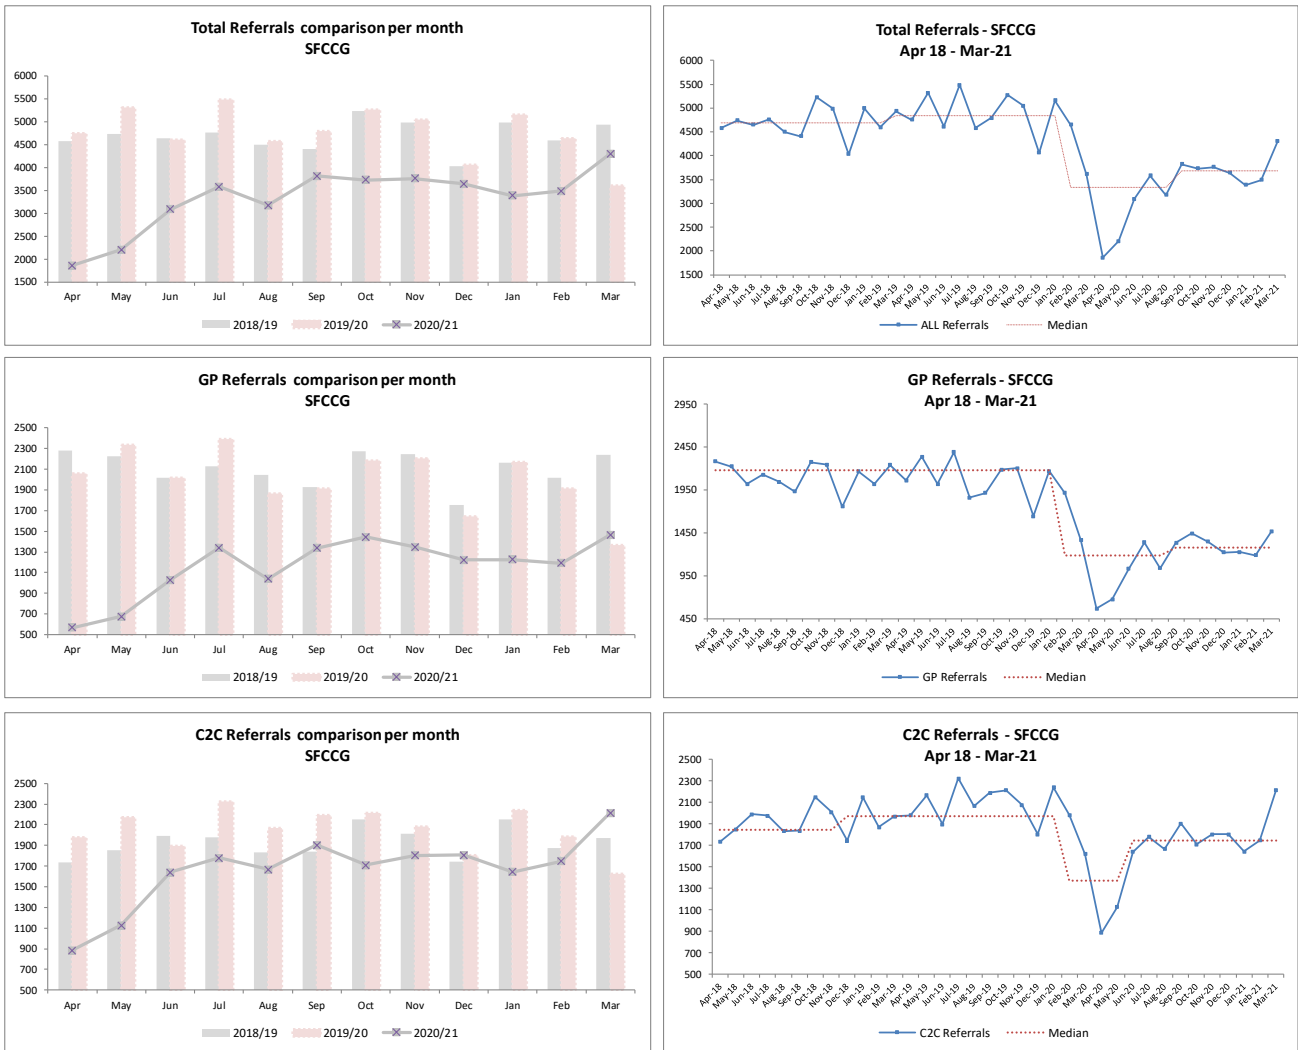 Total Referrals comparison per month
SFCCG
6000
5500
5000
4500
4000
3500
3000
2500
2000
1500
Apr May Jun Jul Aug Sep Oct Nov Dec Jan Feb Mar
2018/19 2019/20 2020/21
Total Referrals - SFCCG
Apr 18 - Mar-21
6000
5500
5000
4500
4000
3500
3000
2500
2000
1500
Apr-18 May-18 Jun-18 Jul-18 Aug-18 Sep-18 Oct-18 Nov-18 Dec-18 Jan-19 Feb-19 Mar-19 Apr-19 May-19 Jun-19 Jul-19 Aug-19 Sep-19 Oct-19 Nov-19 Dec-19 Jan-20 Feb-20 Mar-20 Apr-20 May-20 Jun-20 Jul-20 Aug-20 Sep-20 Oct-20 Nov-20 Dec-20 Jan-21 Feb-21 Mar-21
ALL Referrals Median
GP Referrals comparison per month
SFCCG
2500
2300
2100
1900
1700
1500
1300
1100
900
700
500
Apr May Jun Jul Aug Sep Oct Nov Dec Jan Feb Mar
2018/19 2019/20 2020/21
GP Referrals - SFCCG
Apr 18 - Mar-21
2950
2450
1950
1450
950
450
Apr-18 May-18 Jun-18 Jul-18 Aug-18 Sep-18 Oct-18 Nov-18 Dec-18 Jan-19 Feb-19 Mar-19 Apr-19 May-19 Jun-19 Jul-19 Aug-19 Sep-19 Oct-19 Nov-19 Dec-19 Jan-20 Feb-20 Mar-20 Apr-20 May-20 Jun-20 Jul-20 Aug-20 Sep-20 Oct-20 Nov-20 Dec-20 Jan-21 Feb-21 Mar-21
GP Referrals Median
C2C Referrals comparison per month
SFCCG
2500
2300
2100
1900
1700
1500
1300
1100
900
700
500
Apr May Jun Jul Aug Sep Oct Nov Dec Jan Feb Mar
2018/19 2019/20 2020/21
C2C Referrals - SFCCG
Apr 18 - Mar-21
2500
2300
2100
1900
1700
1500
1300
1100
900
700
500
Apr-18 May-18 Jun-18 Jul-18 Aug-18 Sep-18 Oct-18 Nov-18 Dec-18 Jan-19 Feb-19 Mar-19 Apr-19 May-19 Jun-19 Jul-19 Aug-19 Sep-19 Oct-19 Nov-19 Dec-19 Jan-20 Feb-20 Mar-20 Apr-20 May-20 Jun-20 Jul-20 Aug-20 Sep-20 Oct-20 Nov-20 Dec-20 Jan-21 Feb-21 Mar-21
C2C Referrals Median